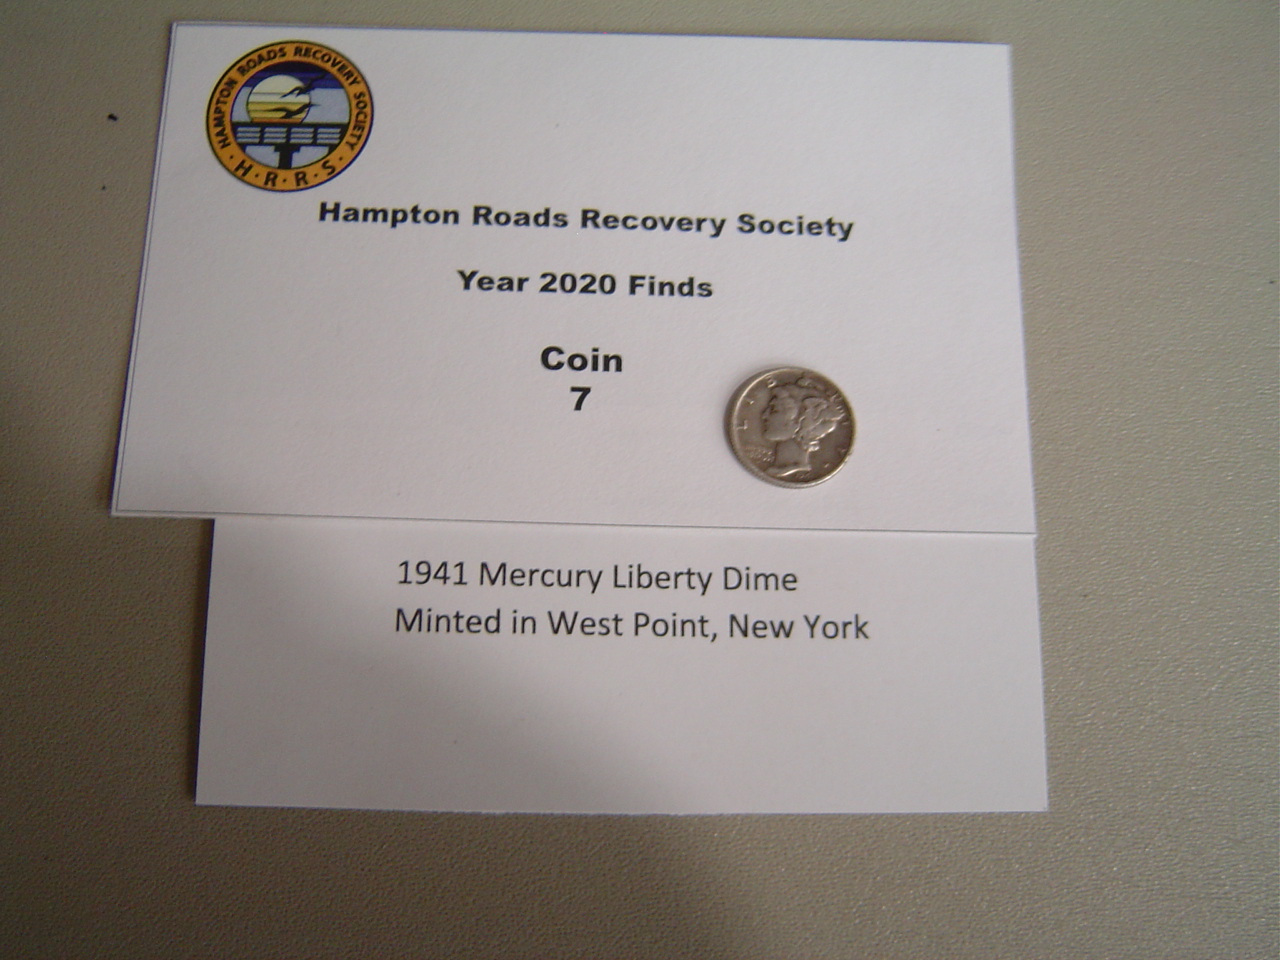 HAMPTON ROADS RECOVERY SOCIETY
H · R · R · S
Hampton Roads Recovery Society
Year 2020 Finds
Coin
7
1941 Mercury Liberty Dime
Minted in West Point, New York